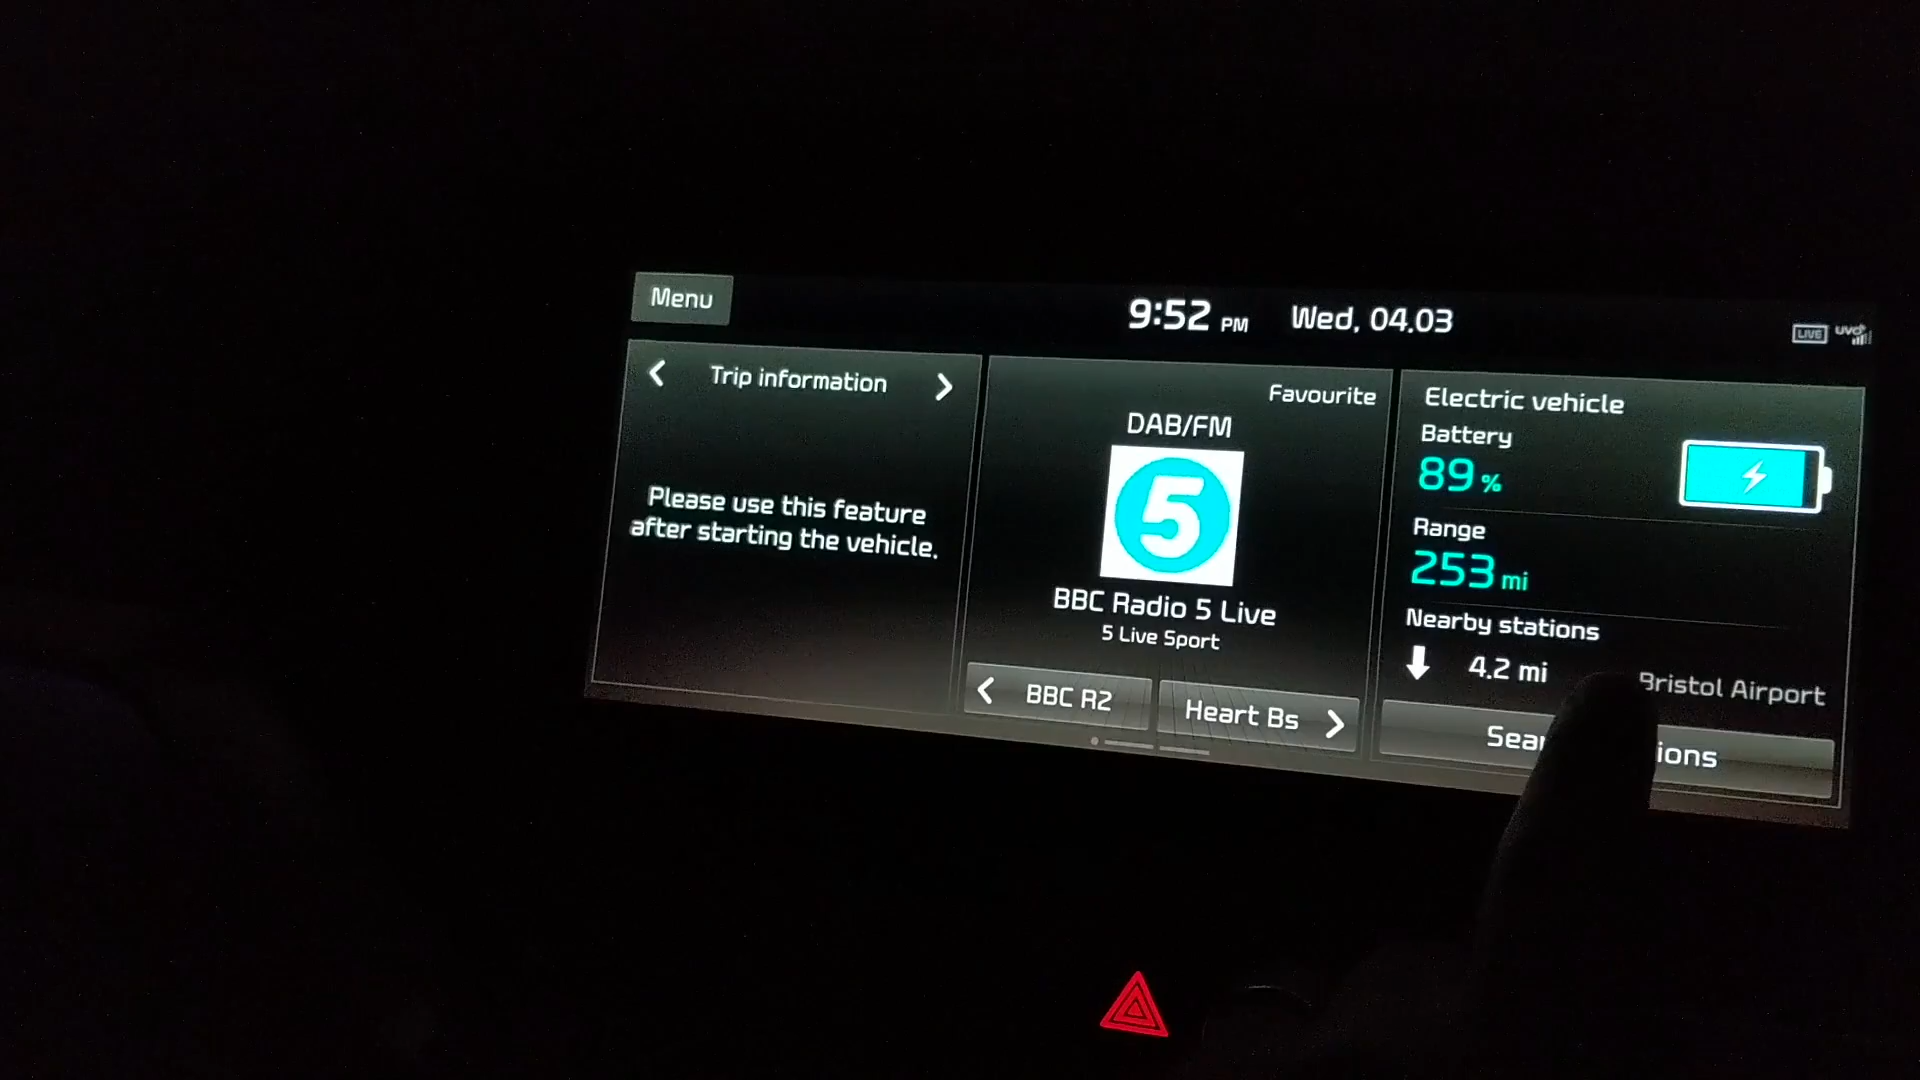 Menu
9:52 PM Wed, 04.03
LIVE UVO
Trip information
Please use this feature
after starting the vehicle.
Favourite
DAB/FM
5
BBC Radio 5 Live
5 Live Sport
BBC R2
Heart Bs
Electric vehicle
Battery
89 %
Range
253 mi
Nearby stations
4.2 mi Bristol Airport